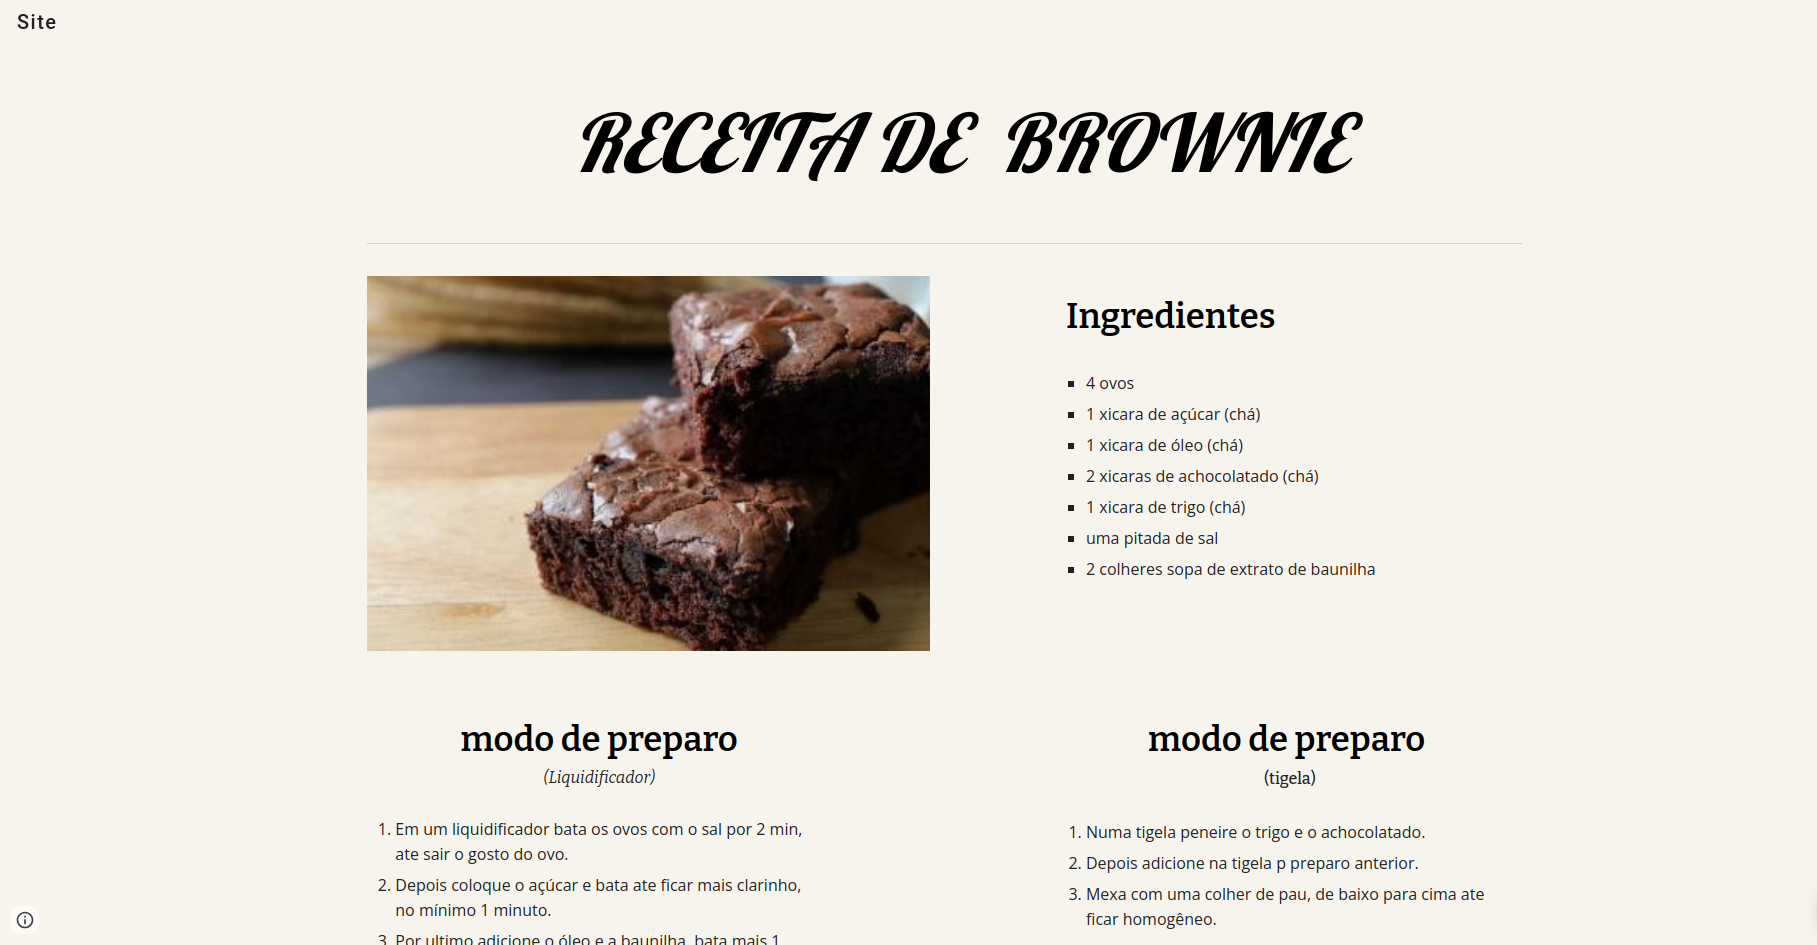 Site
RECEITA DE BROWNIE
Ingredientes
4 ovos
1 xicara de açúcar (chá)
1 xicara de óleo (chá)
2 xicaras de achocolatado (chá)
1 xicara de trigo (chá)
uma pitada de sal
2 colheres sopa de extrato de baunilha
modo de preparo
(Liquidificador)
1. Em um liquidificador bata os ovos com o sal por 2 min,
ate sair o gosto do ovo.
2. Depois coloque o açúcar e bata ate ficar mais clarinho,
no mínimo 1 minuto.
3. Por ultimo adicione o óleo e a baunilha, bata mais 1
modo de preparo
(tigela)
1. Numa tigela peneire o trigo e o achocolatado.
2. Depois adicione na tigela p preparo anterior.
3. Mexa com uma colher de pau, de baixo para cima ate
ficar homogêneo.